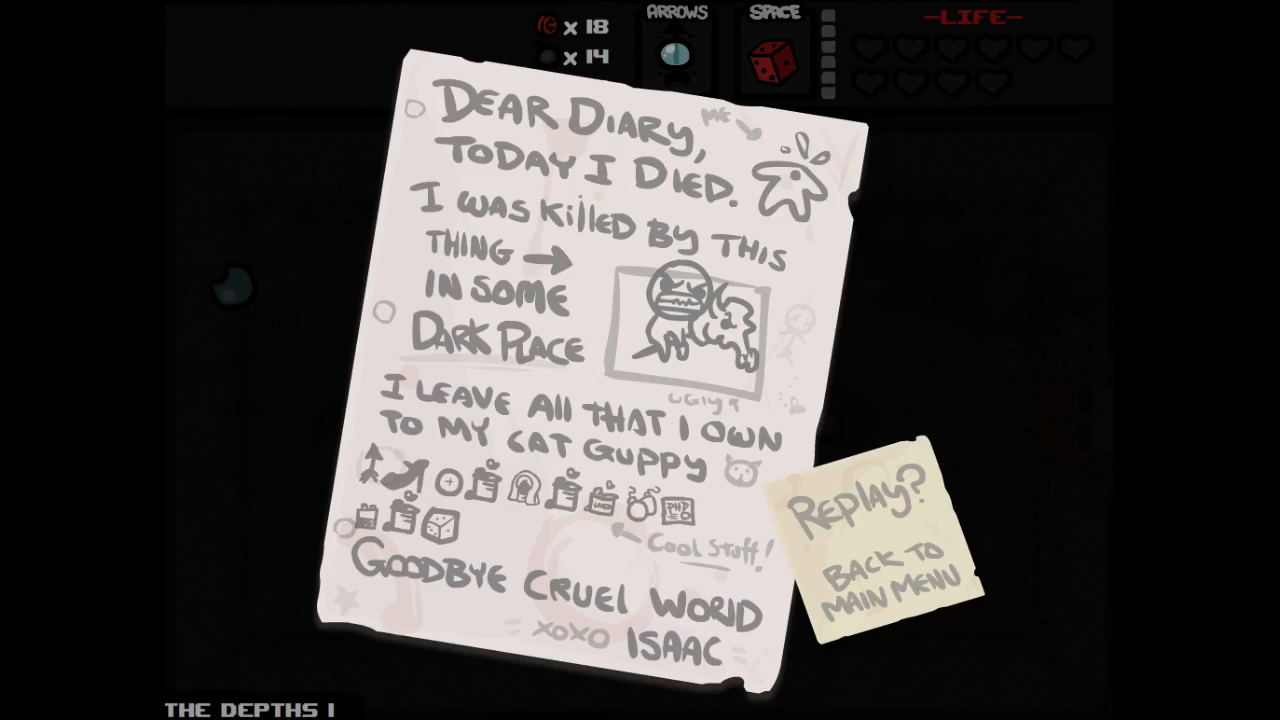 ARROWS
SPACE
-LIFE-
x 18
x 14
DEAR DIARY,
ME
TODAY I DIED.
I WAS KillED BY THIS
THING →
IN SOME
DARK PLACE
UGly
I LEAVE All THAT I OWN
TO MY CAT GUPPY
PHD
COOL STUFF!
GOODBYE CRUEl WORlD
XOXO ISAAC
REPlAY?
BACK TO
MAIN MENU
THE DEPTHS I